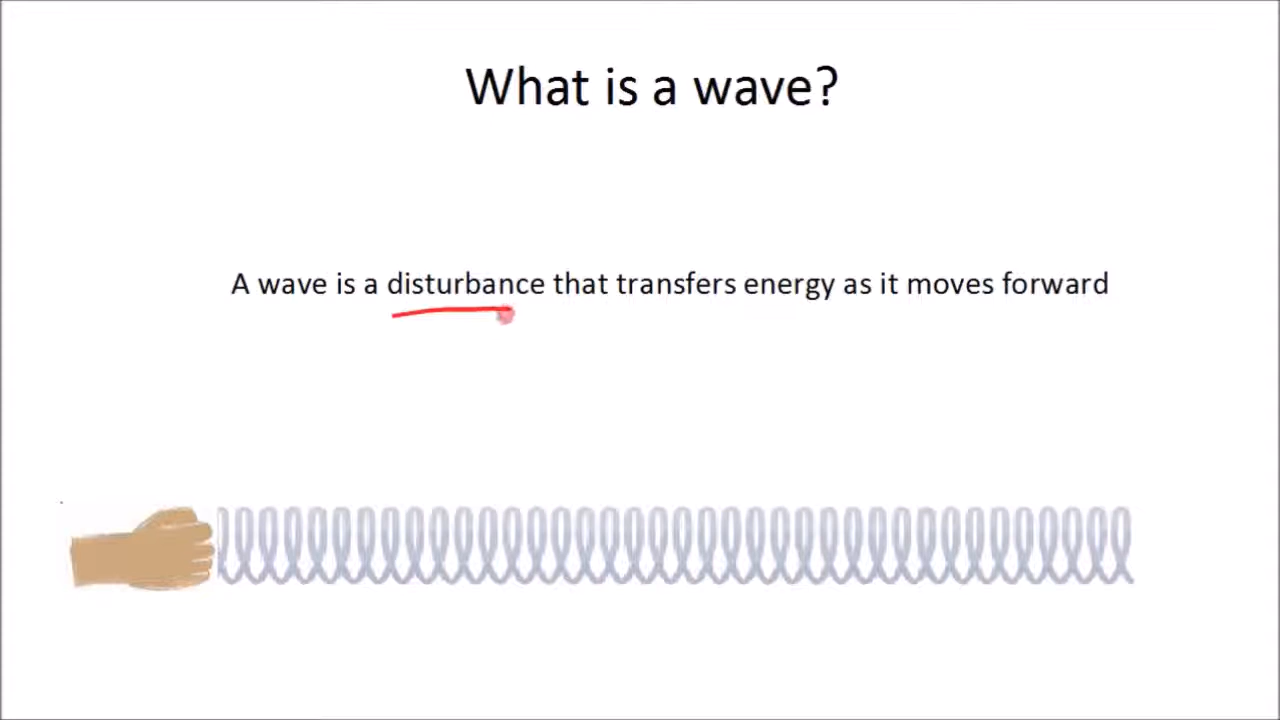 What is a wave?
A wave is a disturbance that transfers energy as it moves forward